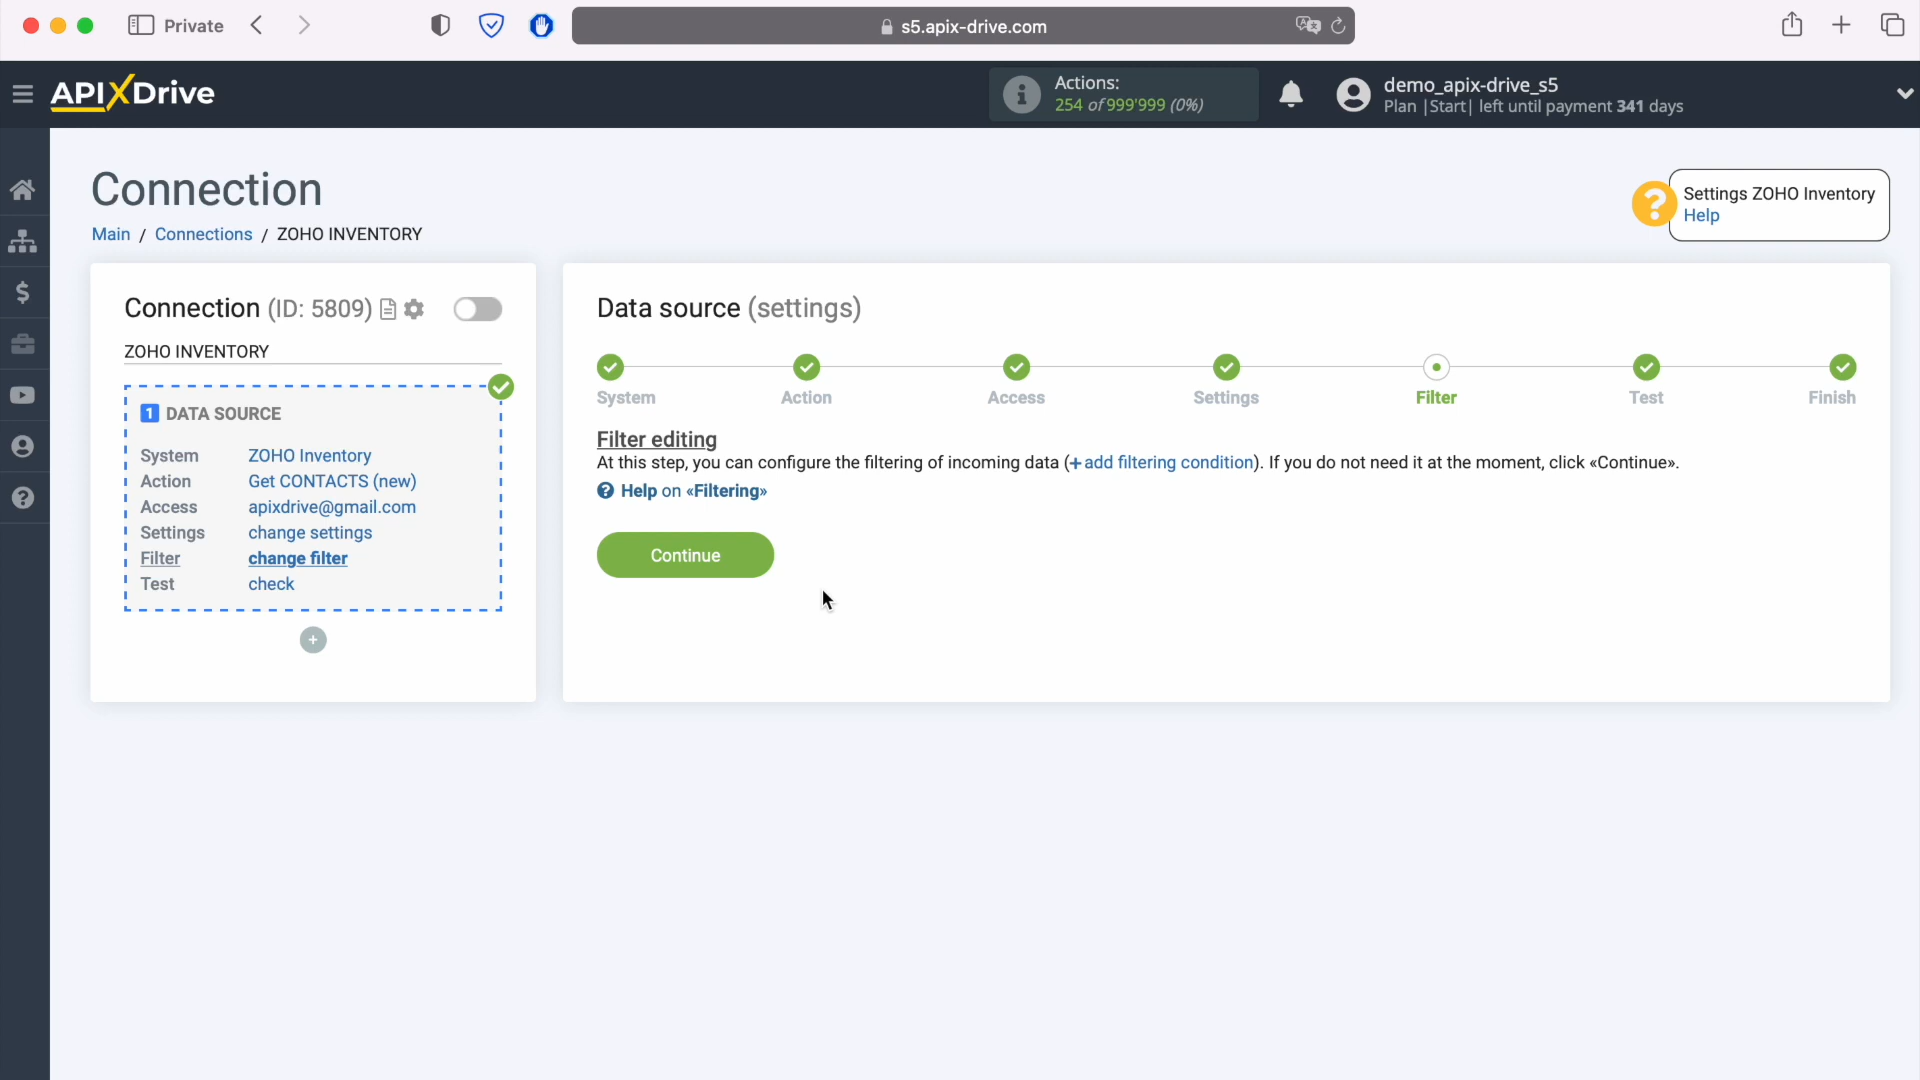 Private
s5.apix-drive.com
APIXDrive
Actions:
254 of 999'999 (0%)
demo_apix-drive_s5
Plan |Start| left until payment 341 days
Connection
Main / Connections / ZOHO INVENTORY
Settings ZOHO Inventory
Help
Connection (ID: 5809)
ZOHO INVENTORY
1 DATA SOURCE
System ZOHO Inventory
Action Get CONTACTS (new)
Access apixdrive@gmail.com
Settings change settings
Filter change filter
Test check
Data source (settings)
System Action Access Settings Filter Test Finish
Filter editing
At this step, you can configure the filtering of incoming data (+add filtering condition). If you do not need it at the moment, click «Continue».
Help on «Filtering»
Continue